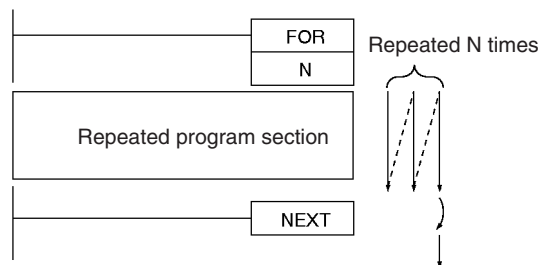 FOR
N
Repeated N times
Repeated program section
NEXT